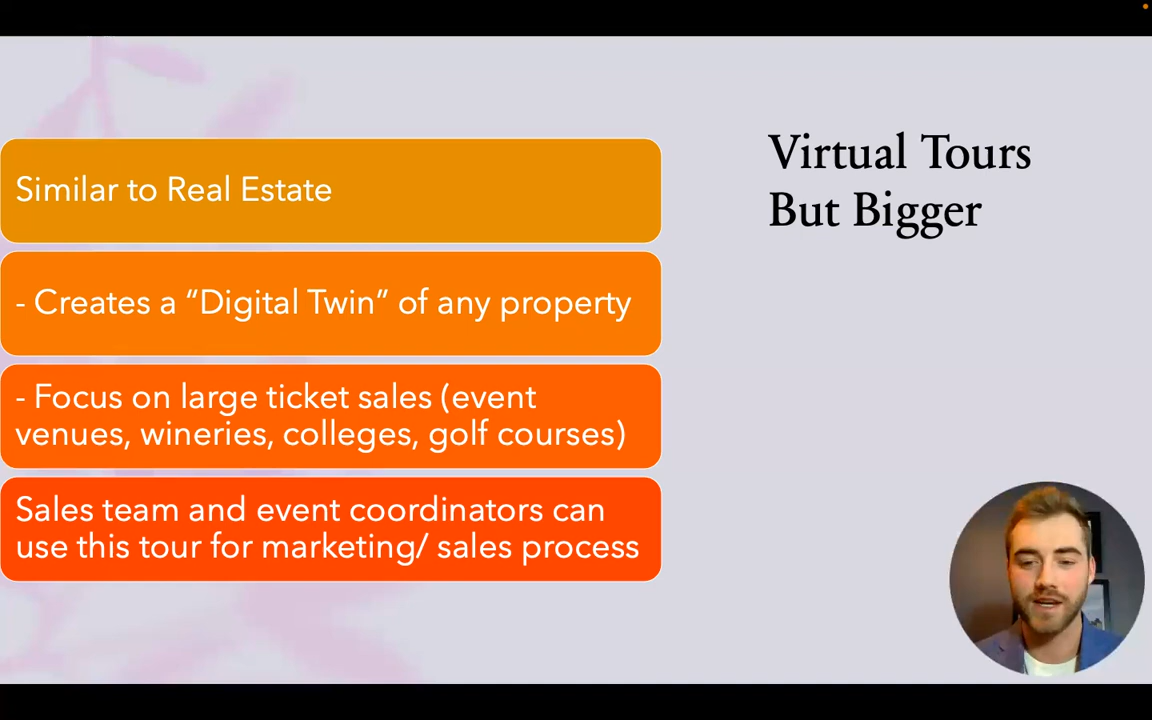 Virtual Tours
But Bigger
Similar to Real Estate
- Creates a “Digital Twin” of any property
- Focus on large ticket sales (event
venues, wineries, colleges, golf courses)
Sales team and event coordinators can
use this tour for marketing/ sales process